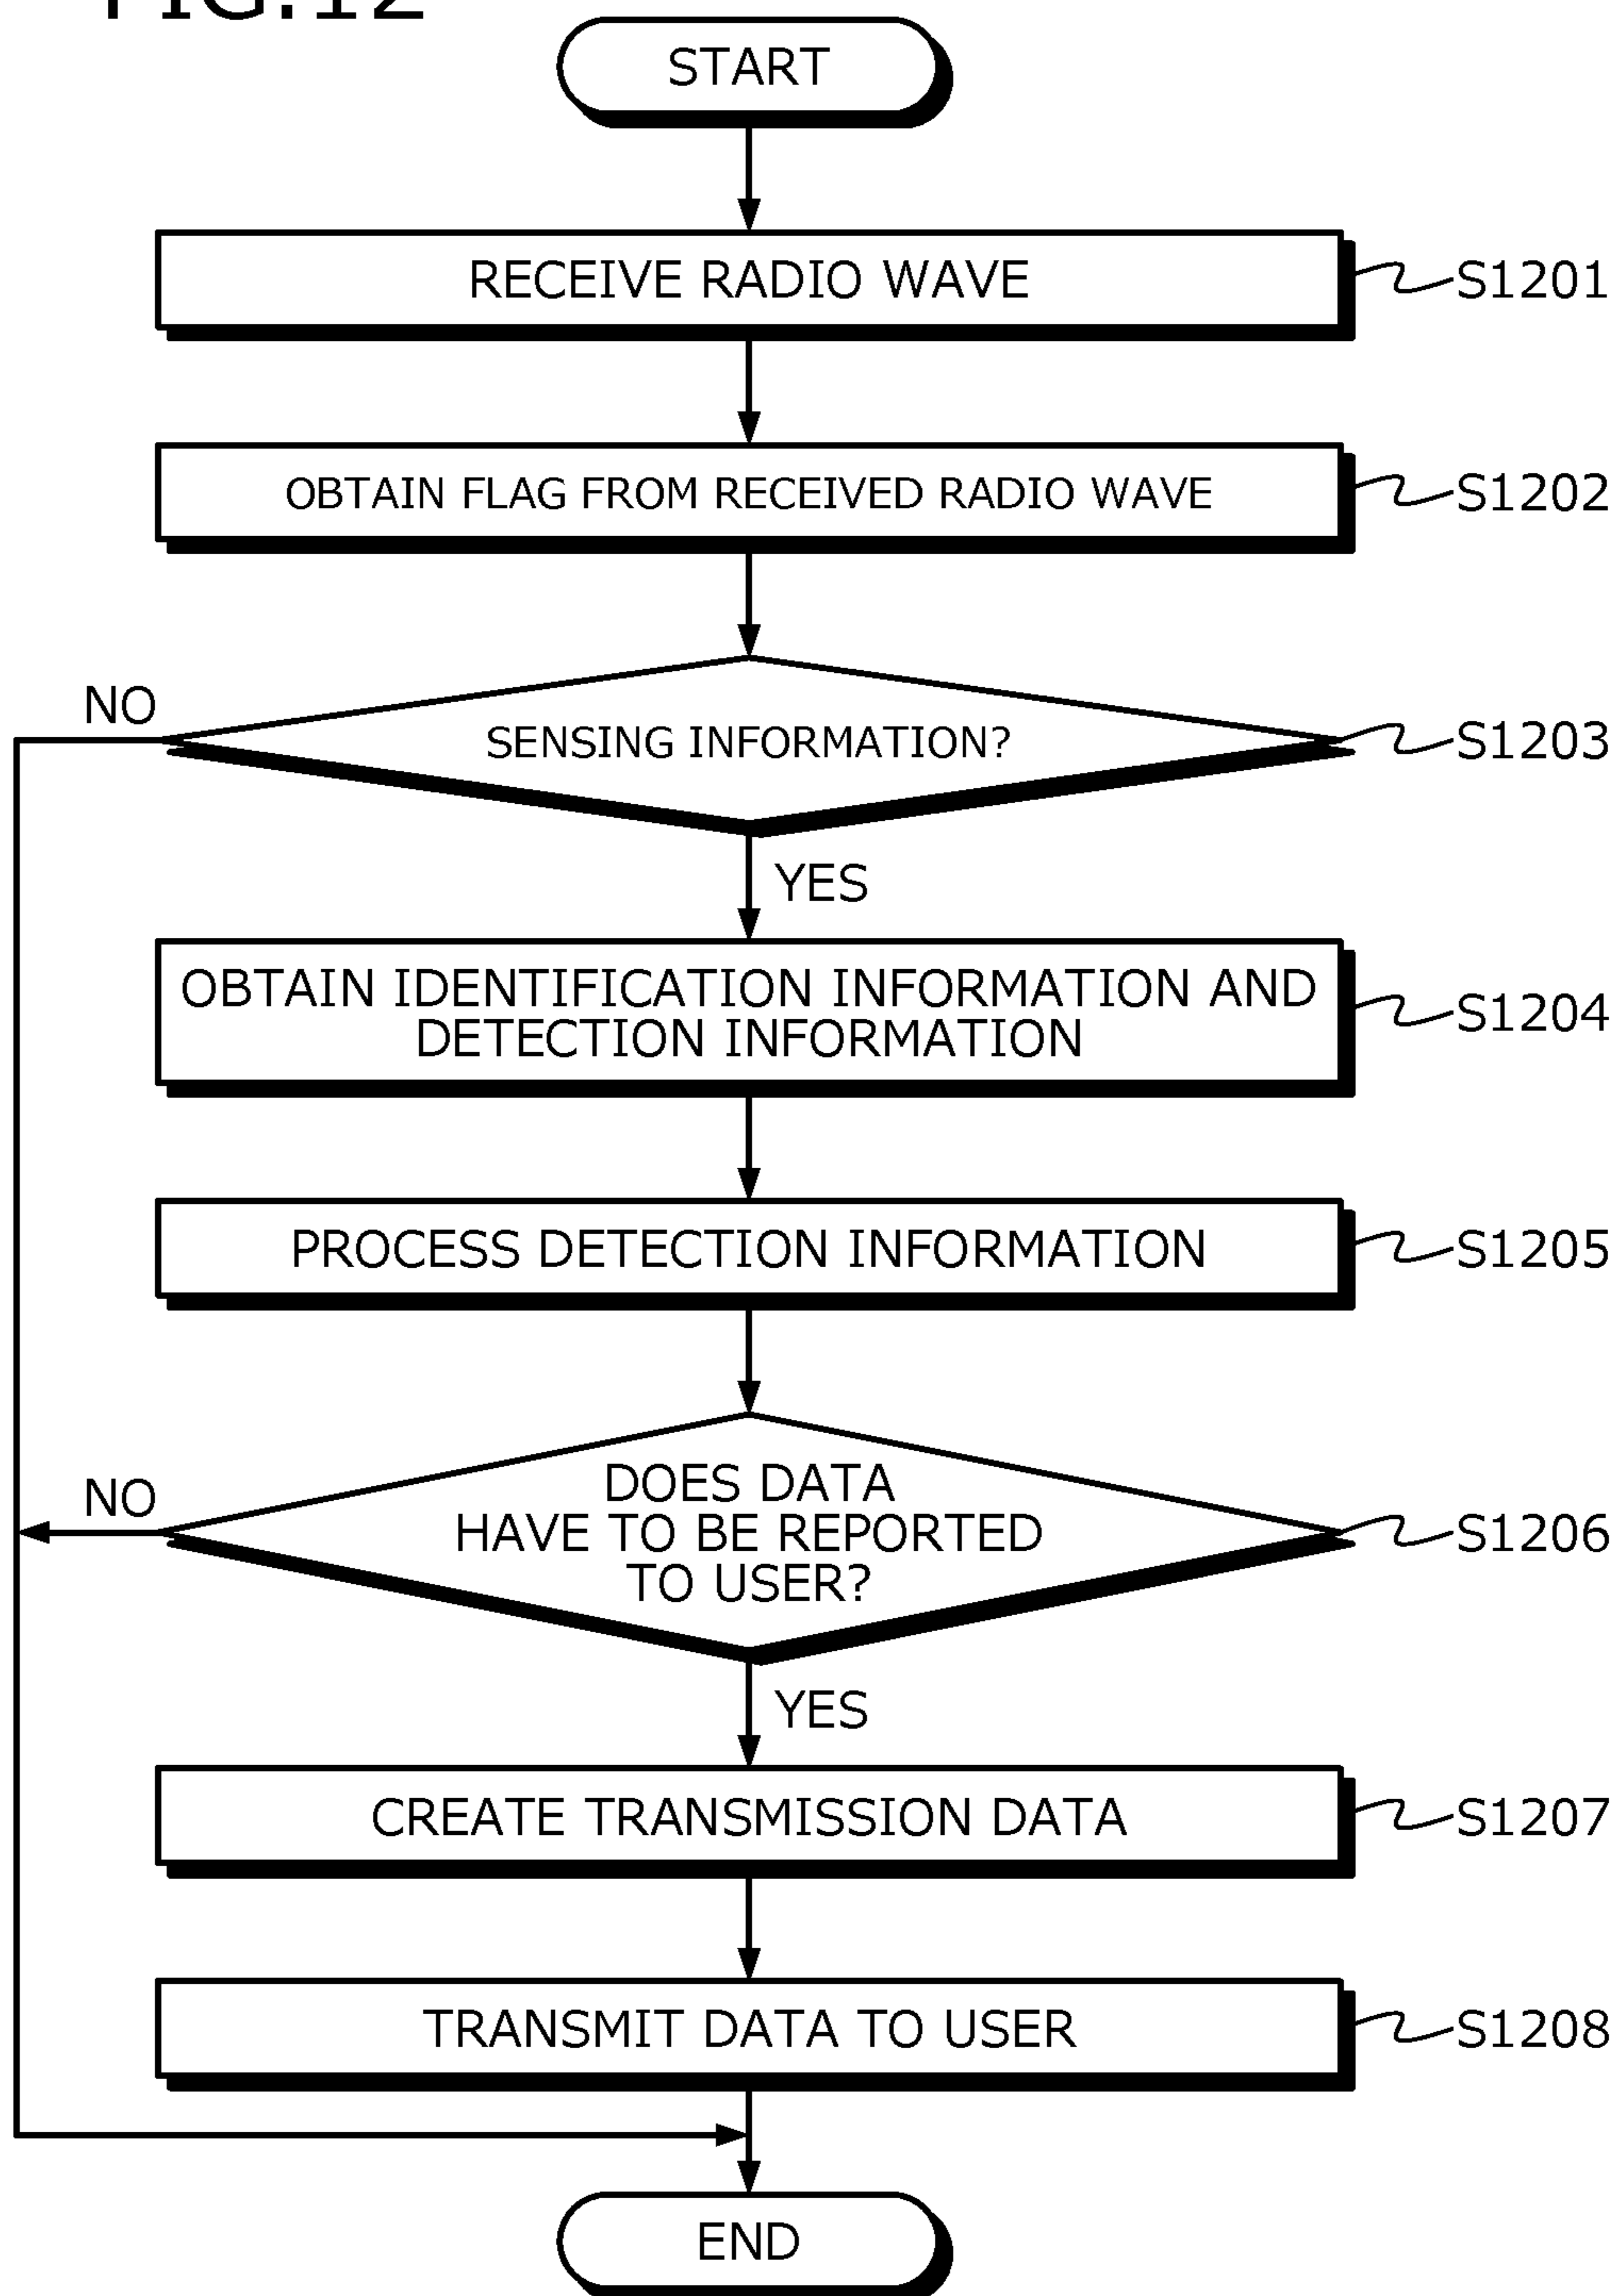 FIG.12
START
RECEIVE RADIO WAVE
S1201
OBTAIN FLAG FROM RECEIVED RADIO WAVE
S1202
NO
SENSING INFORMATION?
S1203
YES
OBTAIN IDENTIFICATION INFORMATION AND
DETECTION INFORMATION
S1204
PROCESS DETECTION INFORMATION
S1205
NO
DOES DATA
HAVE TO BE REPORTED
TO USER?
S1206
YES
CREATE TRANSMISSION DATA
S1207
TRANSMIT DATA TO USER
S1208
END